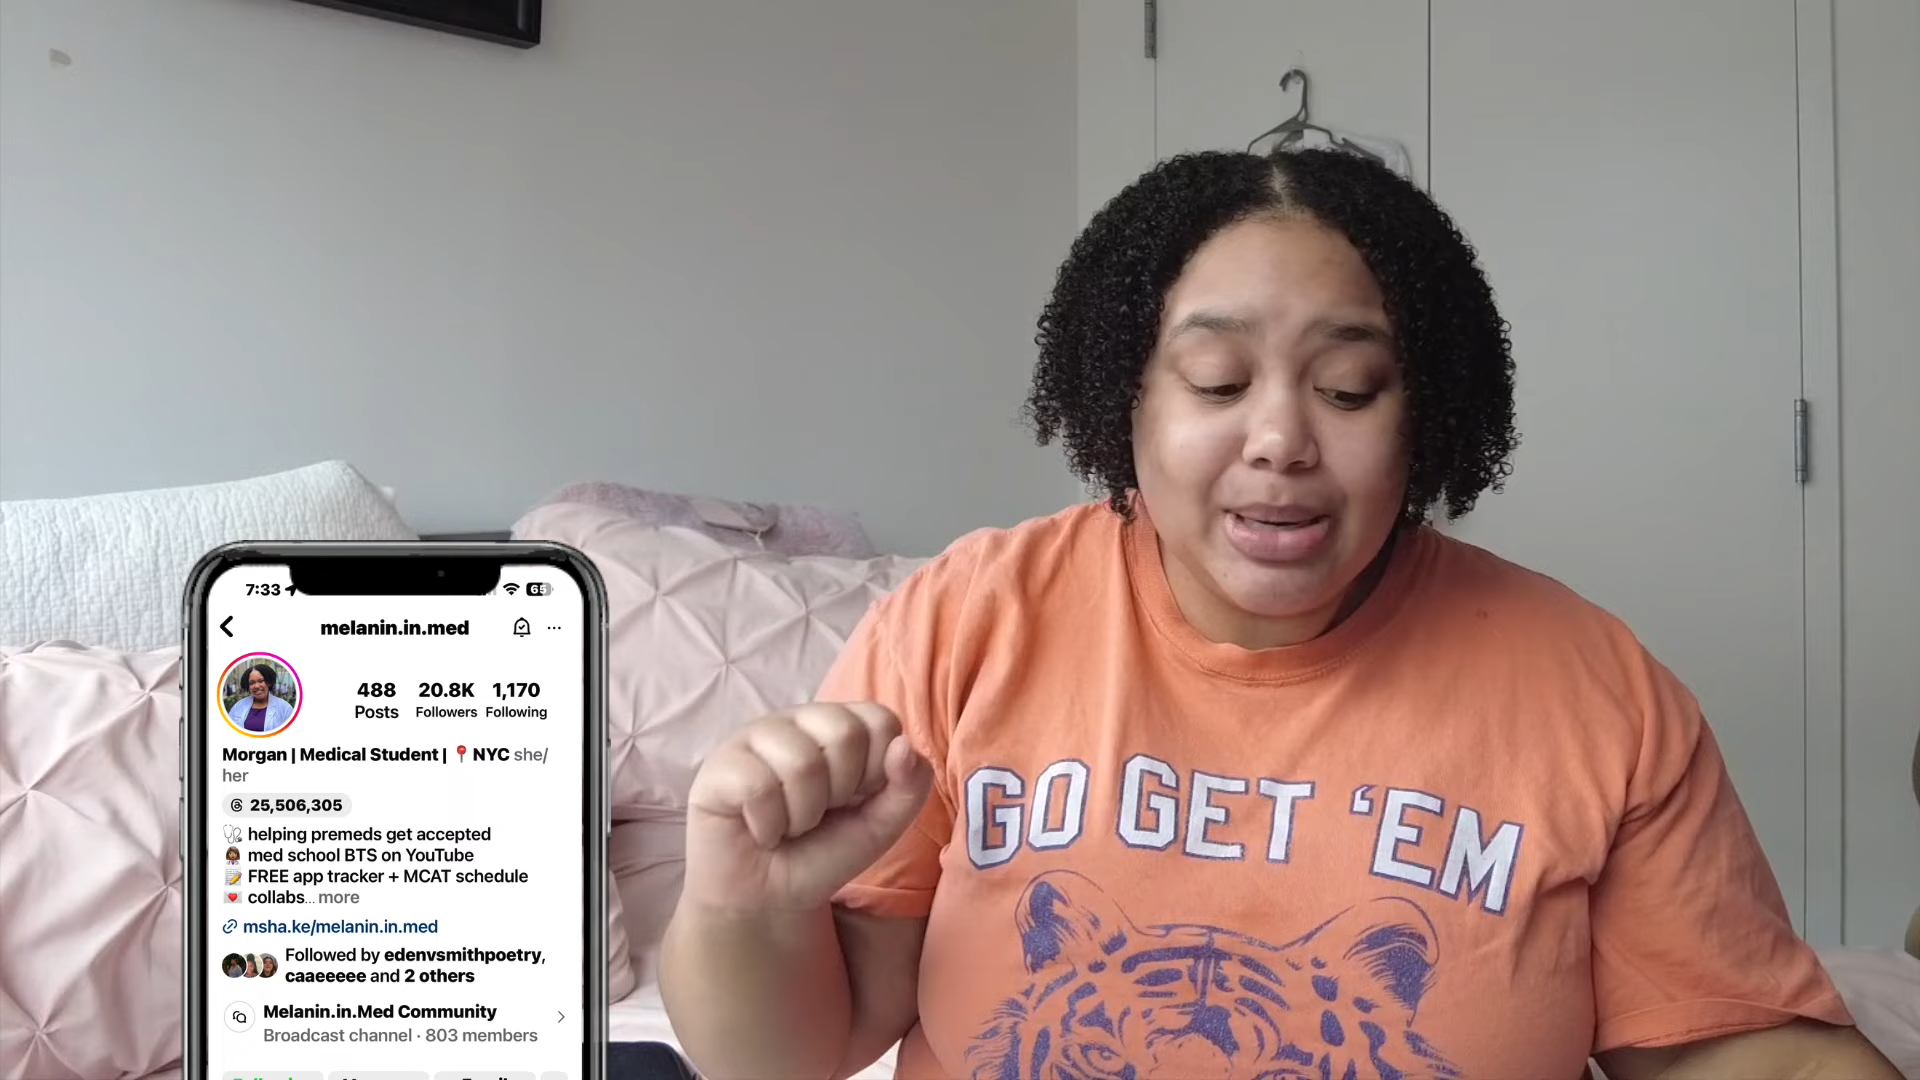 7:33
65
melanin.in.med
488 20.8K 1,170
Posts Followers Following
Morgan | Medical Student | 📍 NYC she/
her
25,506,305
🩺 helping premeds get accepted
👩🏾‍⚕️ med school BTS on YouTube
📝 FREE app tracker + MCAT schedule
💌 collabs... more
msha.ke/melanin.in.med
Followed by edenvsmithpoetry,
caaeeeee and 2 others
Melanin.in.Med Community
Broadcast channel · 803 members
GO GET ‘EM